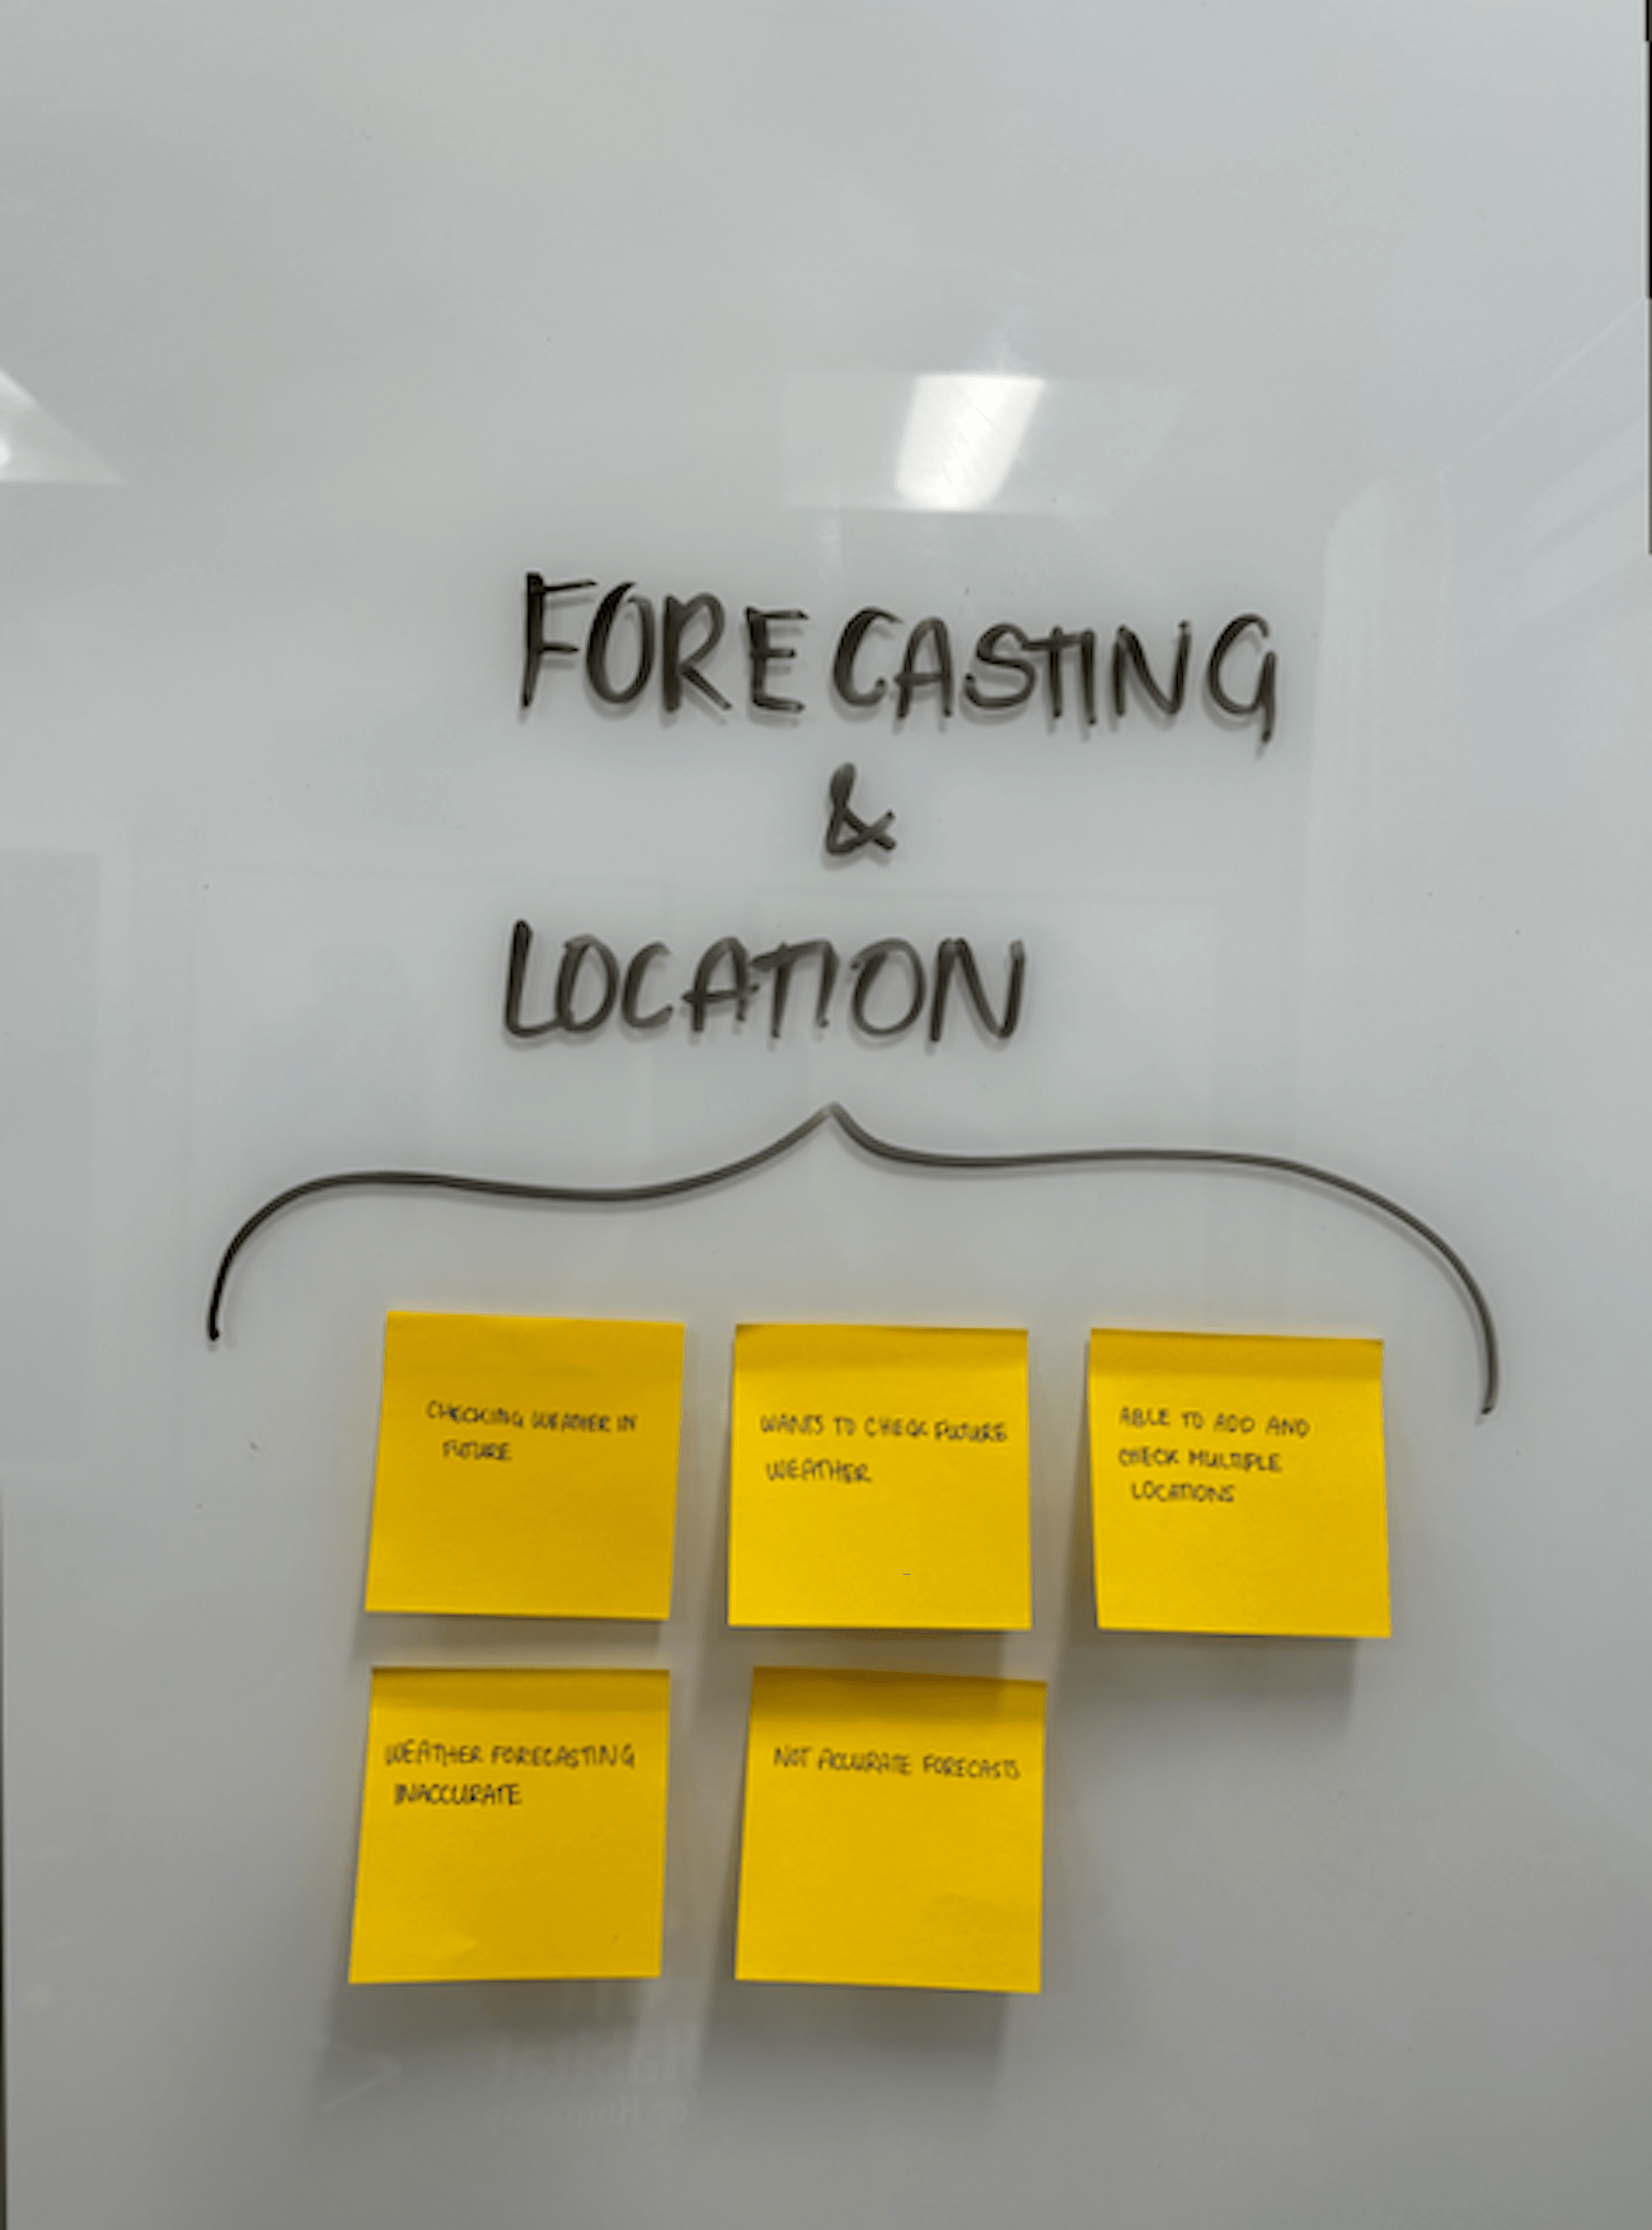 FORECASTING
&
LOCATION
CHECKING WEATHER IN
FUTURE
WANTS TO CHECK FUTURE
WEATHER
ABLE TO ADD AND
CHECK MULTIPLE
LOCATIONS
WEATHER FORECASTING
INACCURATE
NOT ACCURATE FORECASTS